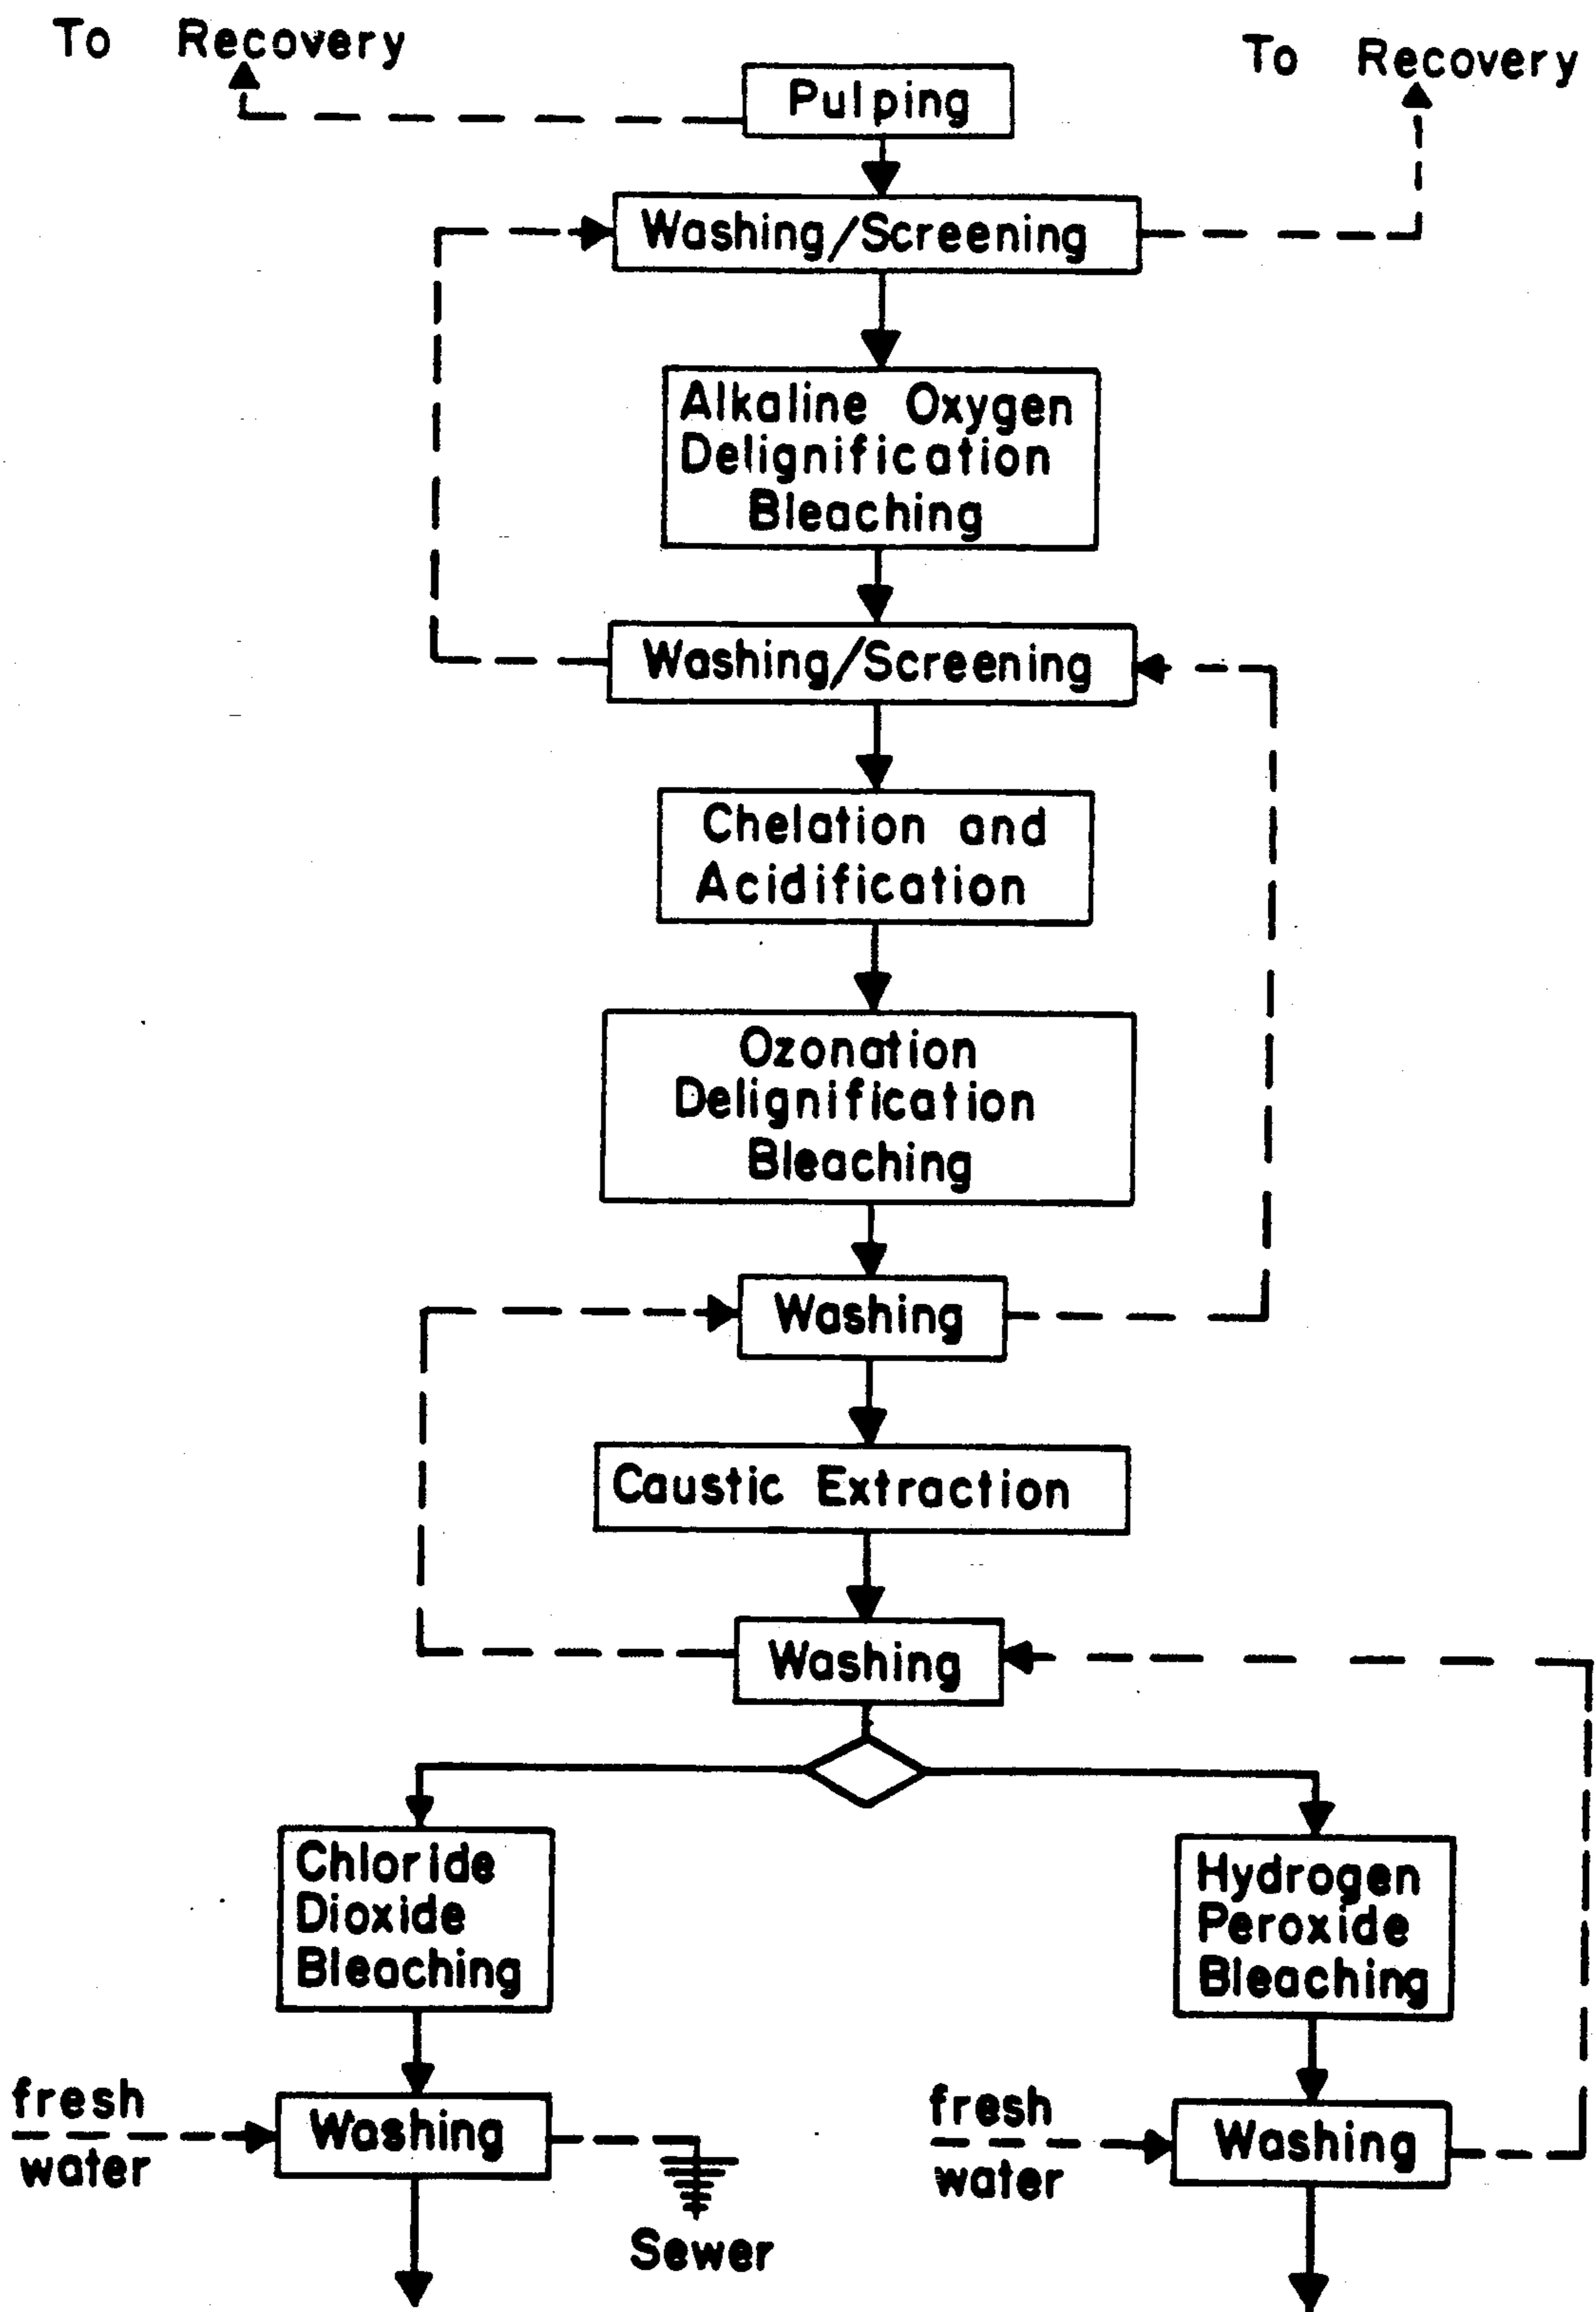 To Recovery
To Recovery
Pulping
Washing/Screening
Alkaline Oxygen
Delignification
Bleaching
Washing/Screening
Chelation and
Acidification
Ozonation
Delignification
Bleaching
Washing
Caustic Extraction
Washing
Chloride
Dioxide
Bleaching
Hydrogen
Peroxide
Bleaching
fresh
water
Washing
Sewer
fresh
water
Washing